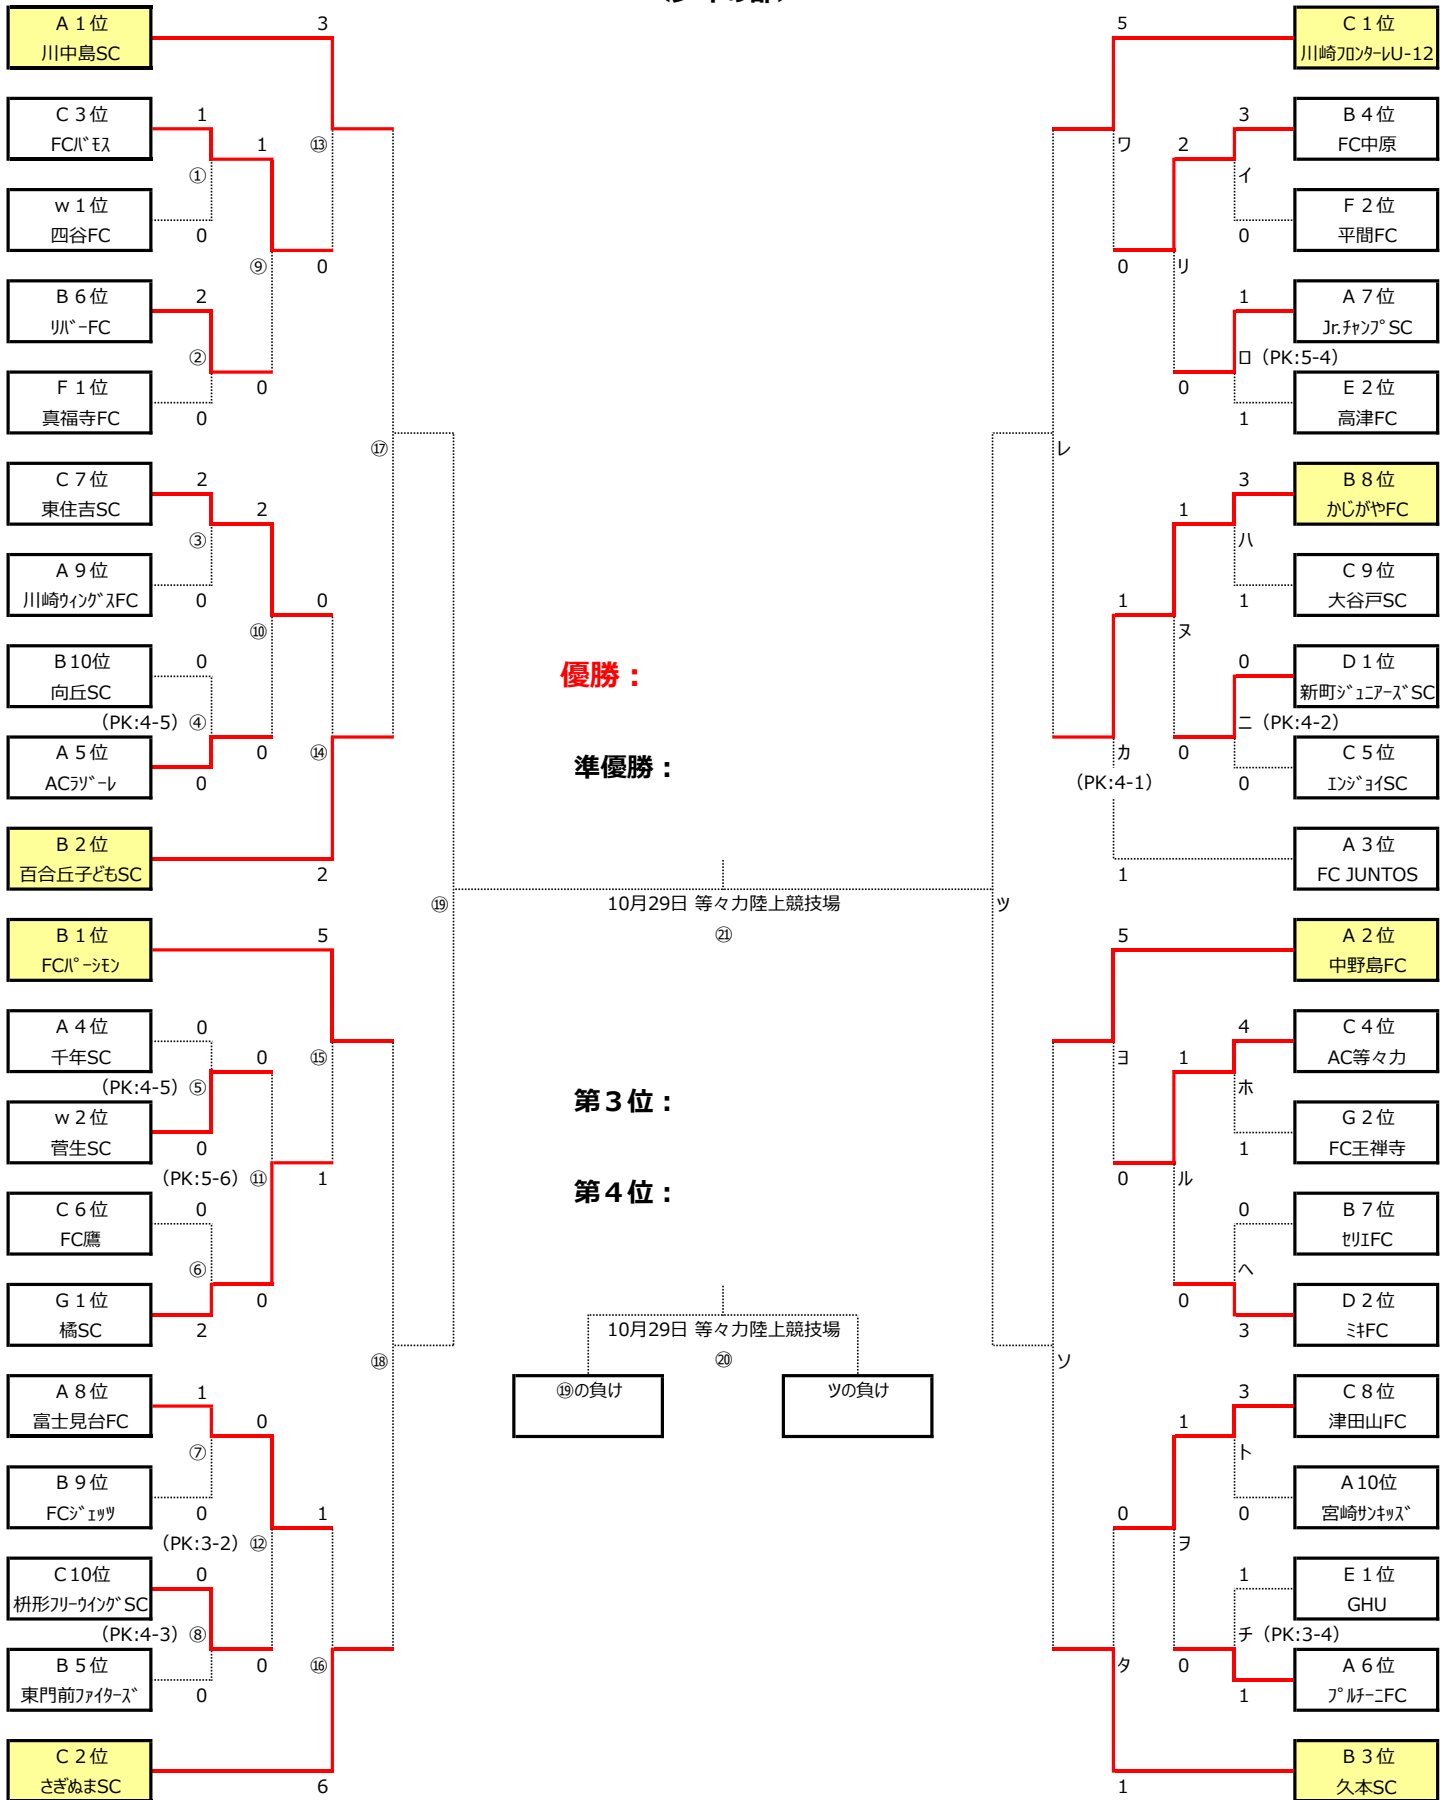 A１位
川中島SC
3
C３位
FCﾊﾞﾓｽ
1
①
1
w１位
四谷FC
0
⑬
⑨
0
B６位
ﾘﾊﾞｰFC
2
②
0
F１位
真福寺FC
0
⑰
C７位
東住吉SC
2
③
2
A９位
川崎ｳｨﾝｸﾞｽFC
0
⑩
0
B10位
向丘SC
0
(PK:4-5) ④
0
A５位
ACﾗｼﾞｰﾚ
0
⑭
B２位
百合丘子どもSC
2
⑲
B１位
FCﾊﾟｰｼﾓﾝ
5
A４位
千年SC
0
(PK:4-5) ⑤
0
⑮
w２位
菅生SC
0
(PK:5-6) ⑪
1
C６位
FC鷹
0
⑥
0
G１位
橘SC
2
⑱
A８位
富士見台FC
1
⑦
0
B９位
FCｼﾞｪｯﾂ
0
(PK:3-2) ⑫
1
C10位
枡形ﾌﾘｰｳｲﾝｸﾞSC
0
(PK:4-3) ⑧
0
B５位
東門前ﾌｧｲﾀｰｽﾞ
0
⑯
C２位
さぎぬまSC
6
優勝：
準優勝：
10月29日 等々力陸上競技場
㉑
第３位：
第４位：
10月29日 等々力陸上競技場
⑳
⑲の負け
ツの負け
5
C１位
川崎ﾌﾛﾝﾀｰﾚU-12
ワ
2
3
B４位
FC中原
イ
F２位
平間FC
0
0
リ
1
A７位
Jr.ﾁｬﾝﾌﾟSC
ロ (PK:5-4)
0
E２位
高津FC
1
レ
3
B８位
かじがやFC
1
ハ
C９位
大谷戸SC
1
1
ヌ
0
D１位
新町ｼﾞｭﾆｱｰｽﾞSC
ニ (PK:4-2)
0
カ
(PK:4-1)
C５位
ｴﾝｼﾞｮｲSC
0
A３位
FC JUNTOS
1
ツ
5
A２位
中野島FC
ヨ
1
4
C４位
AC等々力
ホ
G２位
FC王禅寺
1
0
ル
0
B７位
ｾﾘｴFC
ヘ
0
D２位
ﾐｷFC
3
ソ
3
C８位
津田山FC
1
ト
A10位
宮崎ｻﾝｷｯｽﾞ
0
0
ヲ
1
E１位
GHU
チ (PK:3-4)
0
A６位
ﾌﾟﾙﾁｰﾆFC
1
タ
B３位
久本SC
1